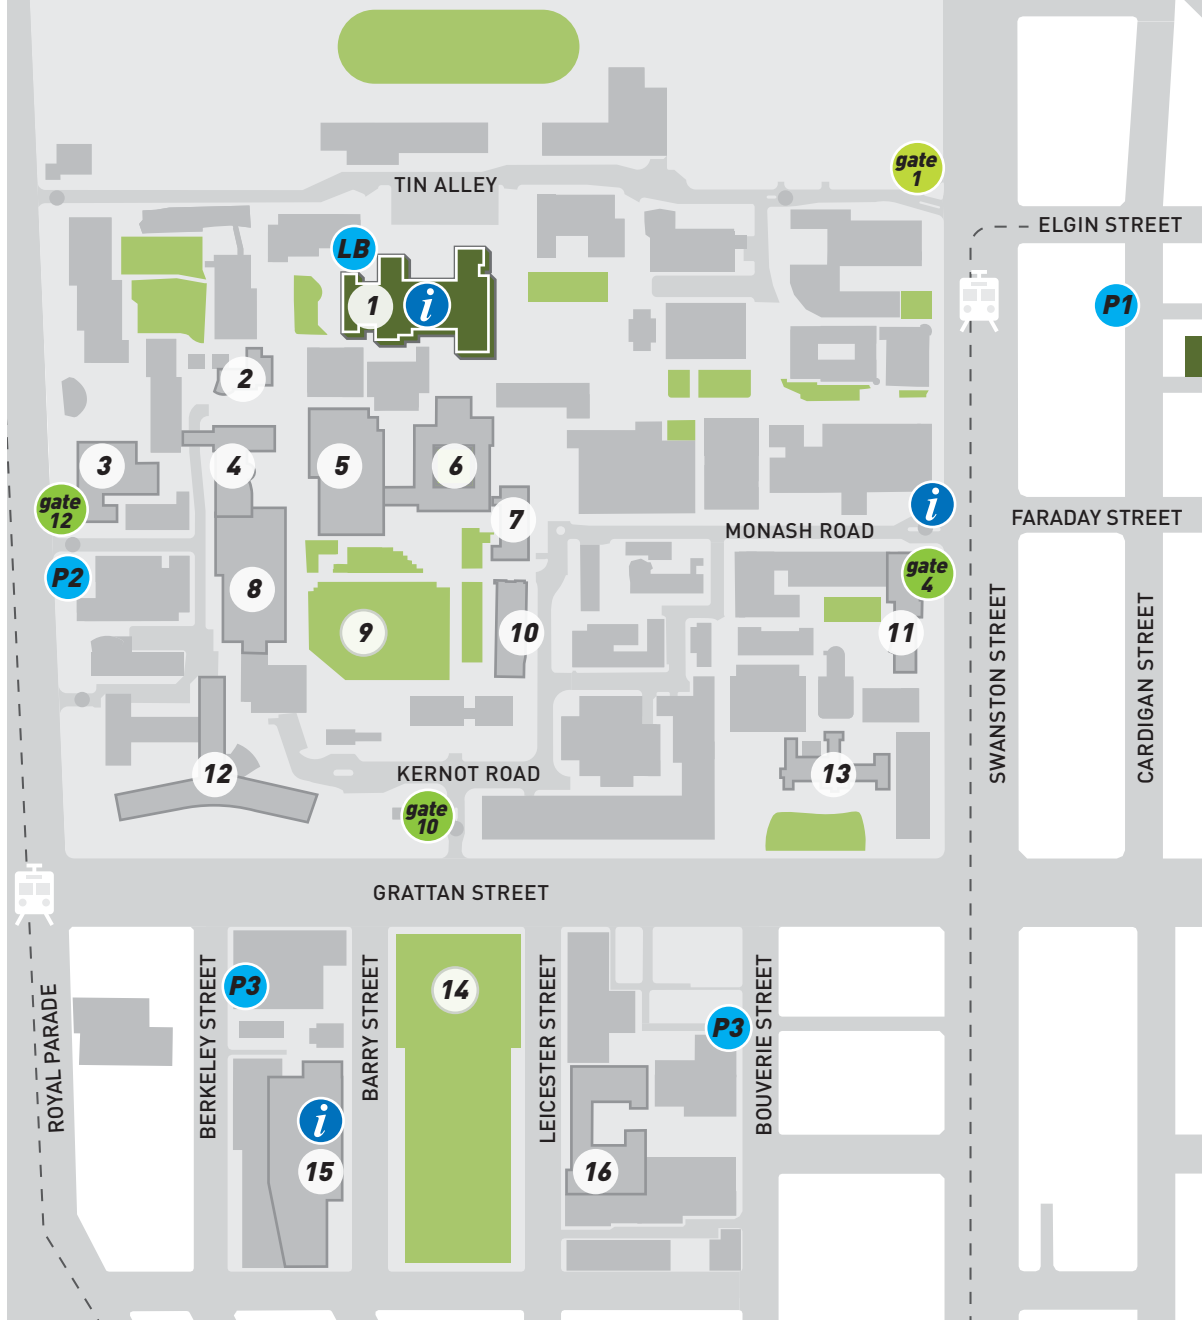 gate
1
TIN ALLEY
ELGIN STREET
LB
1
i
P1
2
3
4
5
6
gate
12
7
i
FARADAY STREET
MONASH ROAD
P2
8
gate
4
9
10
11
SWANSTON STREET
CARDIGAN STREET
12
KERNOT ROAD
13
gate
10
GRATTAN STREET
ROYAL PARADE
BERKELEY STREET
P3
BARRY STREET
14
LEICESTER STREET
P3
BOUVERIE STREET
i
15
16